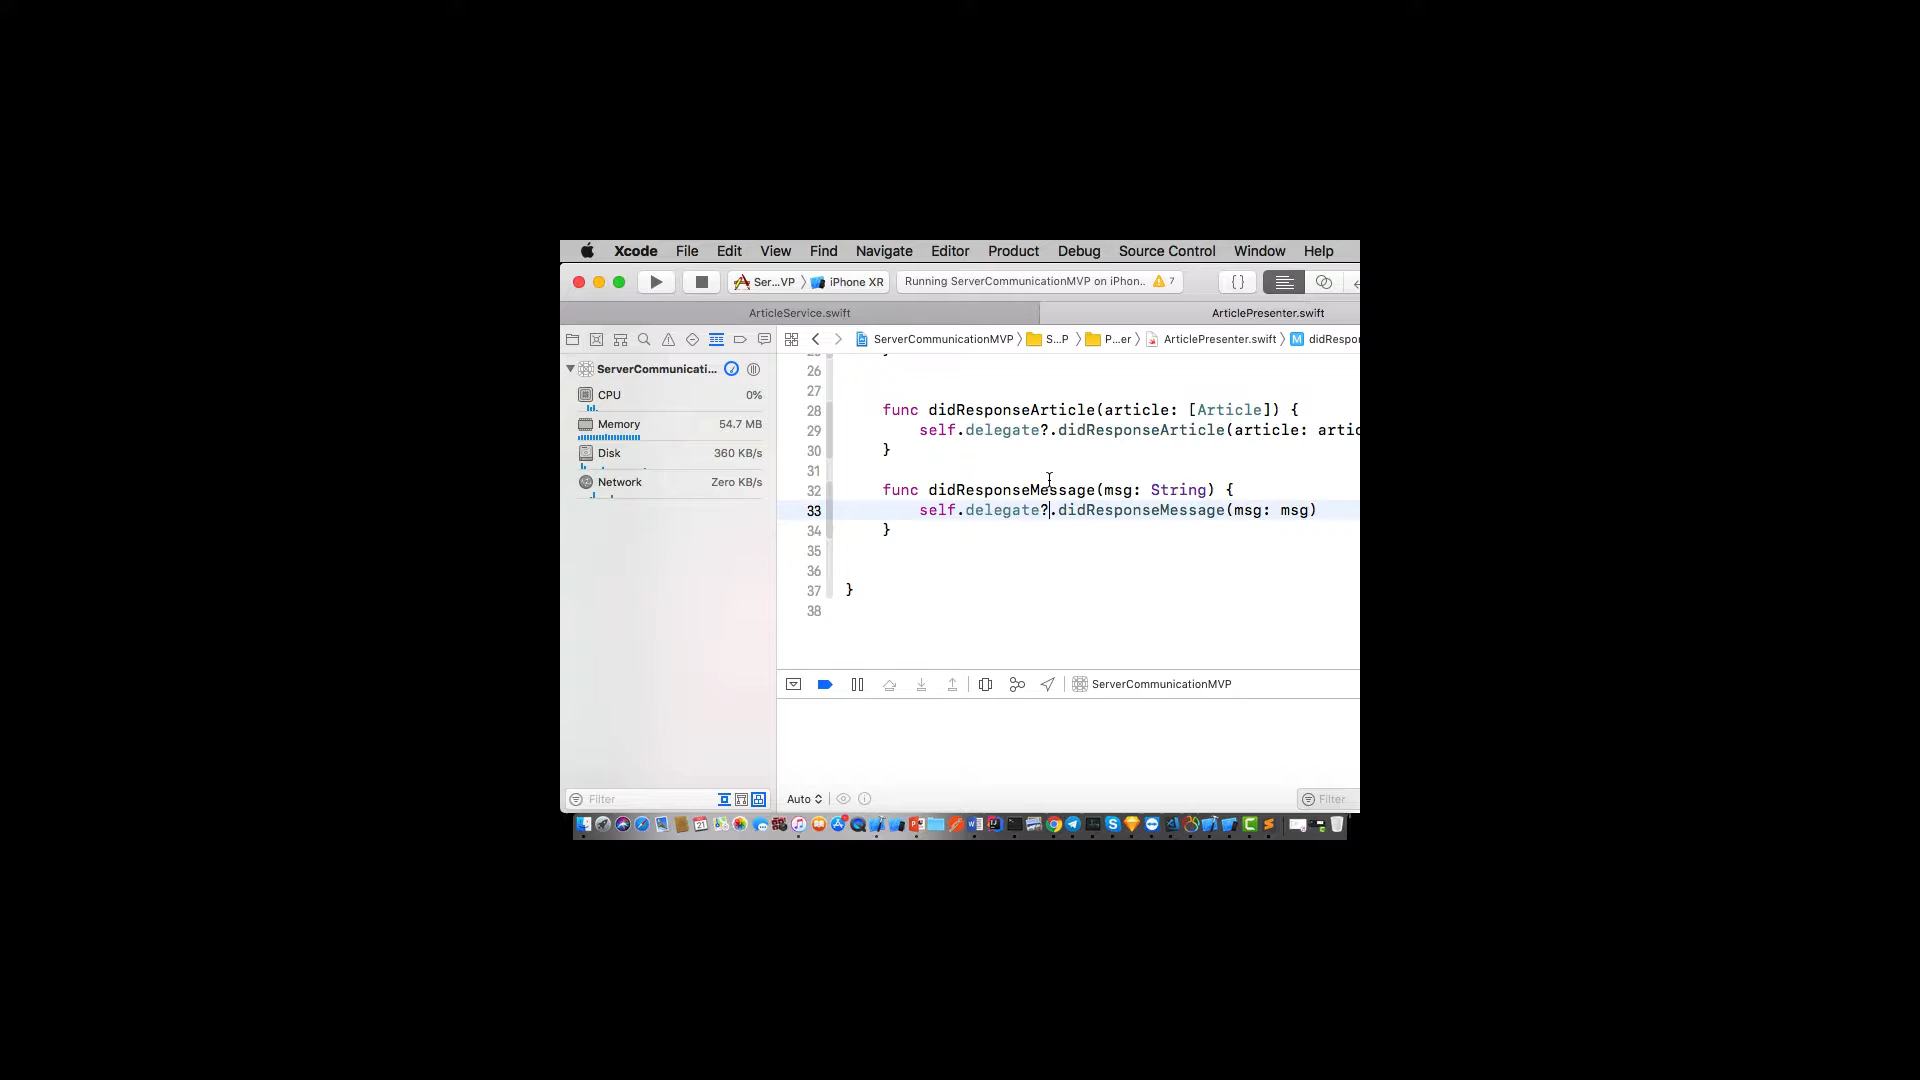 Xcode File Edit View Find Navigate Editor Product Debug Source Control Window Help
Ser...VP 〉 iPhone XR Running ServerCommunicationMVP on iPhon.. 7 { }
ArticleService.swift ArticlePresenter.swift
ServerCommunicationMVP 〉 S...P 〉 P...er 〉 ArticlePresenter.swift 〉 M didRespo
ServerCommunicati...
CPU 0%
Memory 54.7 MB
Disk 360 KB/s
Network Zero KB/s
26
27
28 func didResponseArticle(article: [Article]) {
29 self.delegate?.didResponseArticle(article: artic
30 }
31
32 func didResponseMessage(msg: String) {
33 self.delegate?.didResponseMessage(msg: msg)
34 }
35
36
37 }
38
ServerCommunicationMVP
Filter Auto Filter
21